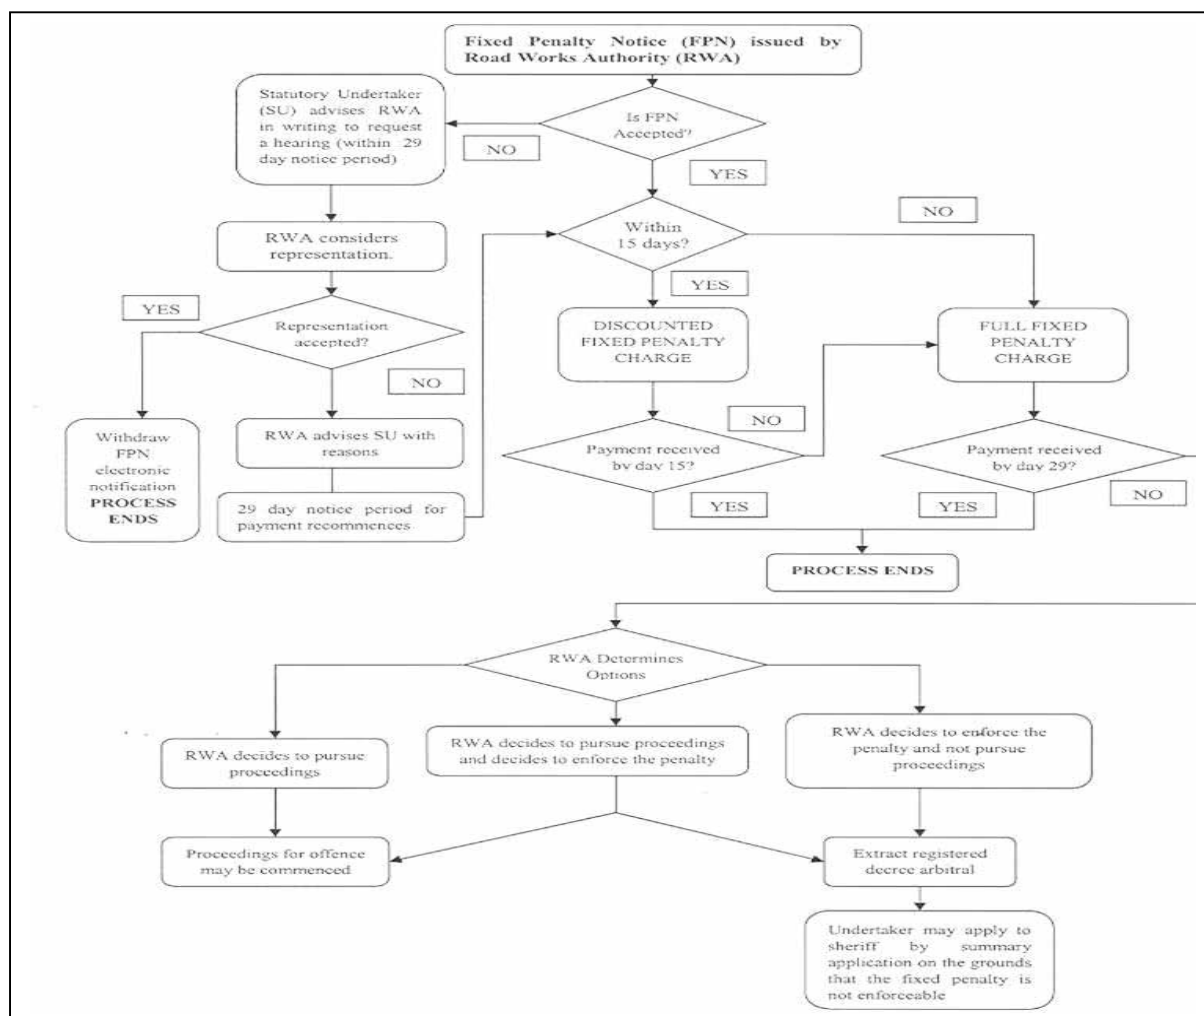 Fixed Penalty Notice (FPN) issued by
Road Works Authority (RWA)
Statutory Undertaker
(SU) advises RWA
in writing to request
a hearing (within 29
day notice period)
Is FPN
Accepted?
NO
YES
RWA considers
representation.
Within
15 days?
NO
YES
YES
Representation
accepted?
NO
DISCOUNTED
FIXED PENALTY
CHARGE
FULL FIXED
PENALTY
CHARGE
Withdraw
FPN
electronic
notification
PROCESS
ENDS
RWA advises SU with
reasons
29 day notice period for
payment recommences
NO
Payment received
by day 15?
Payment received
by day 29?
YES
YES
NO
PROCESS ENDS
RWA Determines
Options
RWA decides to pursue
proceedings
RWA decides to pursue proceedings
and decides to enforce the penalty
RWA decides to enforce the
penalty and not pursue
proceedings
Proceedings for offence
may be commenced
Extract registered
decree arbitral
Undertaker may apply to
sheriff by summary
application on the grounds
that the fixed penalty is
not enforceable